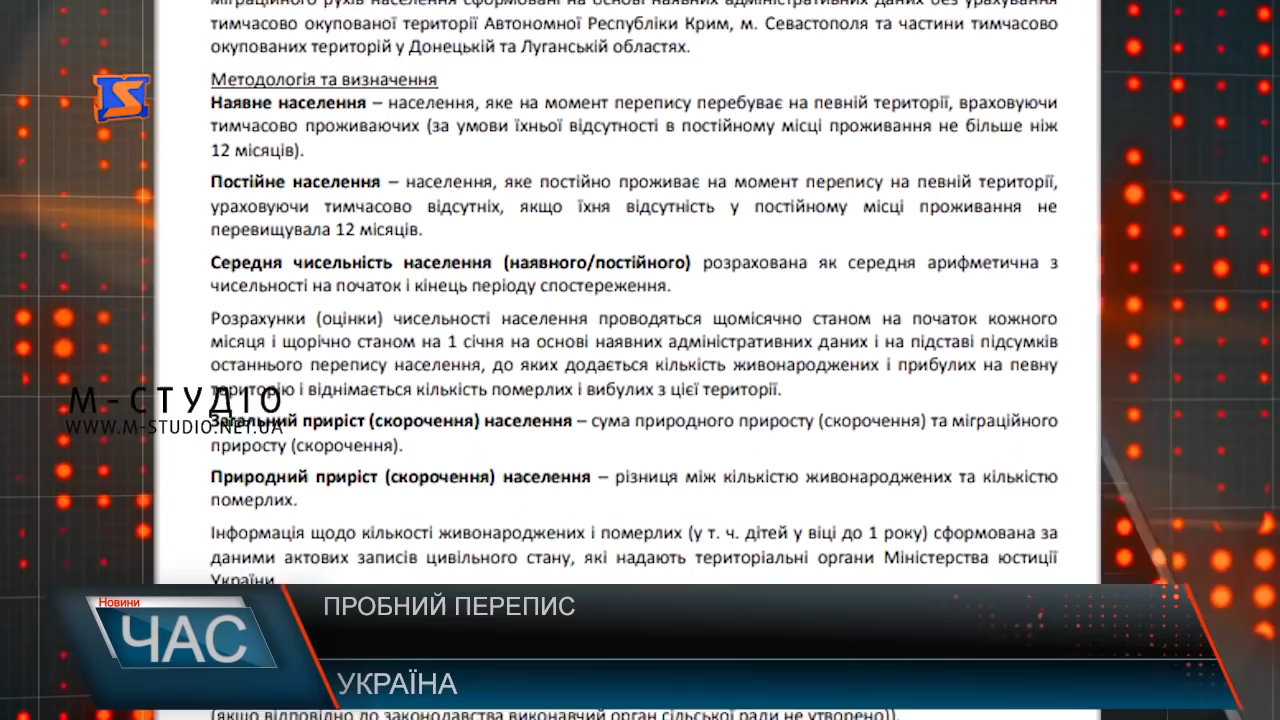 міграційного рухів населення сформовані на основі наявних адміністративних даних без урахування
тимчасово окупованої території Автономної Республіки Крим, м. Севастополя та частини тимчасово
окупованих територій у Донецькій та Луганській областях.
Методологія та визначення
Наявне населення – населення, яке на момент перепису перебуває на певній території, враховуючи
тимчасово проживаючих (за умови їхньої відсутності в постійному місці проживання не більше ніж
12 місяців).
Постійне населення – населення, яке постійно проживає на момент перепису на певній території,
ураховуючи тимчасово відсутніх, якщо їхня відсутність у постійному місці проживання не
перевищувала 12 місяців.
Середня чисельність населення (наявного/постійного) розрахована як середня арифметична з
чисельності на початок і кінець періоду спостереження.
Розрахунки (оцінки) чисельності населення проводяться щомісячно станом на початок кожного
місяця і щорічно станом на 1 січня на основі наявних адміністративних даних і на підставі підсумків
останнього перепису населення, до яких додається кількість живонароджених і прибулих на певну
територію і віднімається кількість померлих і вибулих з цієї території.
М-СТУДІО
WWW.M-STUDIO.NET.UA
Загальний приріст (скорочення) населення – сума природного приросту (скорочення) та міграційного
приросту (скорочення).
Природний приріст (скорочення) населення – різниця між кількістю живонароджених та кількістю
померлих.
Інформація щодо кількості живонароджених і померлих (у т. ч. дітей у віці до 1 року) сформована за
даними актових записів цивільного стану, які надають територіальні органи Міністерства юстиції
України.
Новини
ЧАС
ПРОБНИЙ ПЕРЕПИС
УКРАЇНА
(якщо відповідно до законодавства виконавчий орган сільської ради не утворено)).